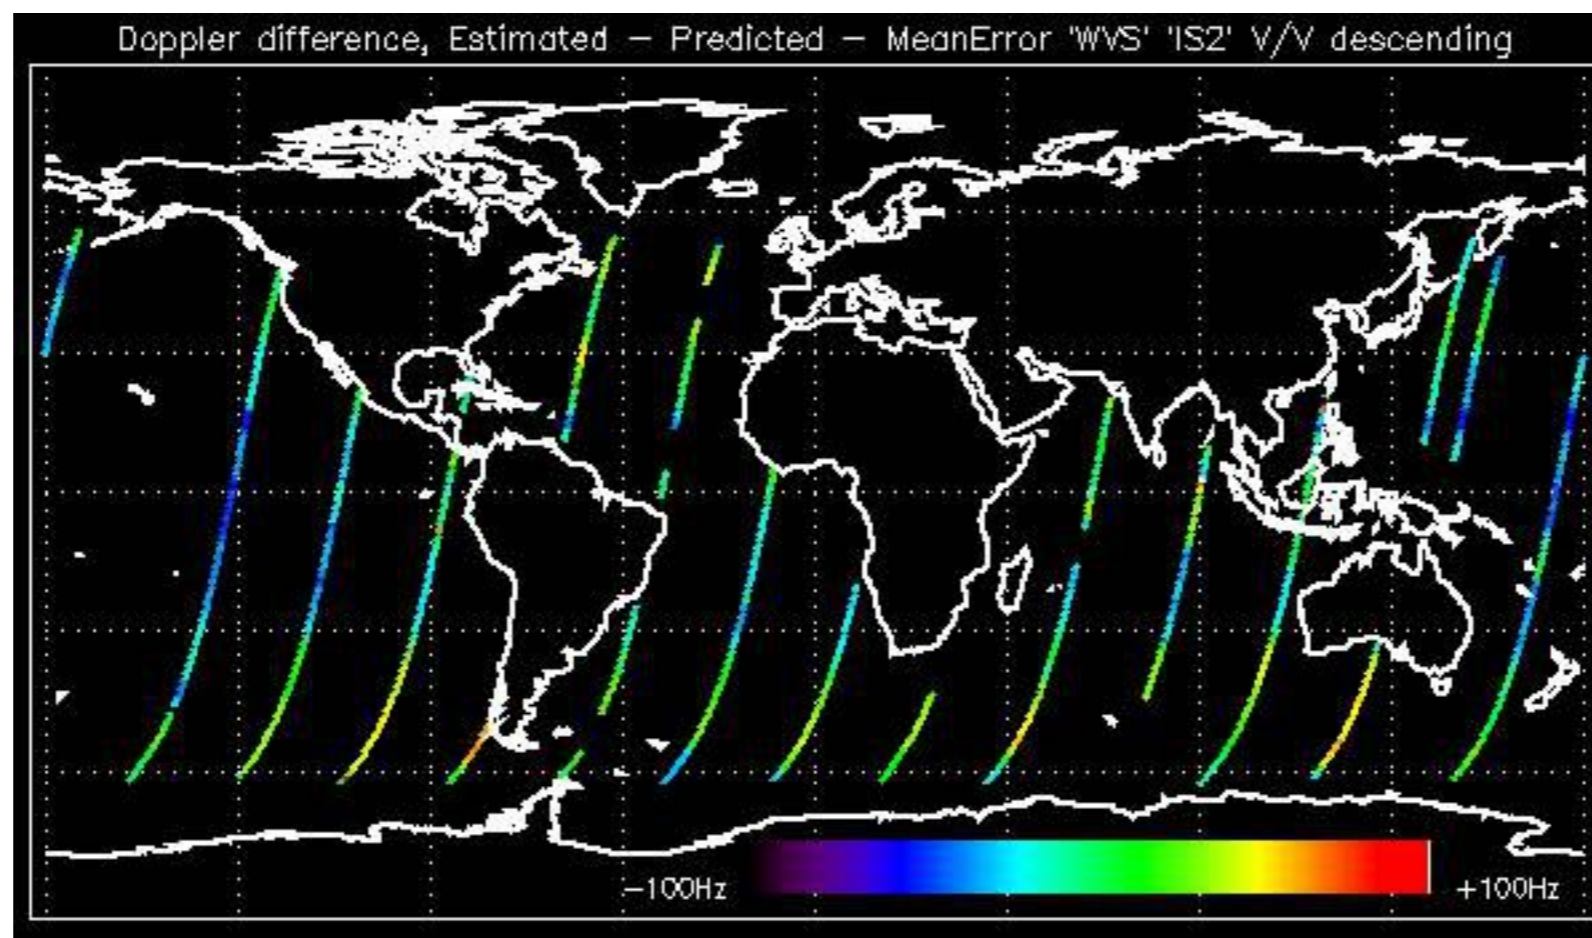 Doppler difference, Estimated - Predicted - MeanError 'WVS' 'IS2' V/V descending
-100Hz +100Hz